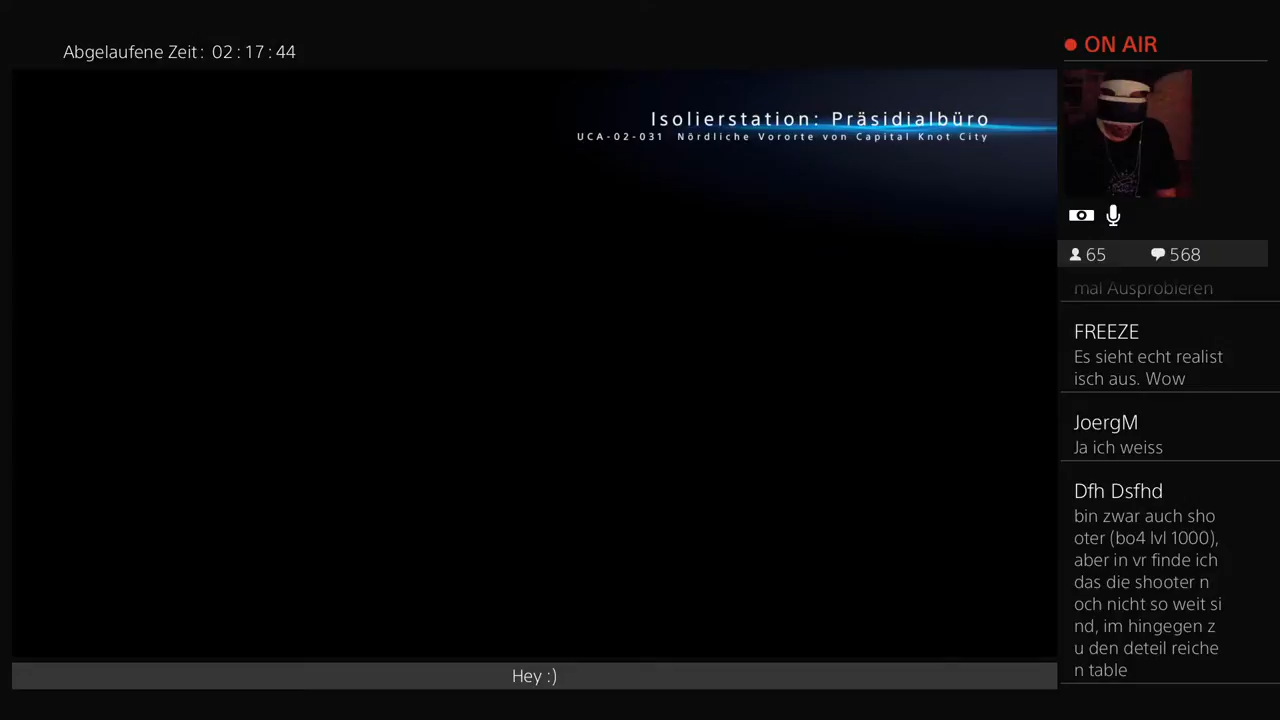 Abgelaufene Zeit: 02:17:44
ON AIR
Isolierstation: Präsidialbüro
UCA-02-031 Nördliche Vororte von Capital Knot City
65 568
mal Ausprobieren
FREEZE
Es sieht echt realist
isch aus. Wow
JoergM
Ja ich weiss
Dfh Dsfhd
bin zwar auch sho
oter (bo4 lvl 1000),
aber in vr finde ich
das die shooter n
och nicht so weit si
nd, im hingegen z
u den deteil reiche
n table
Hey :)